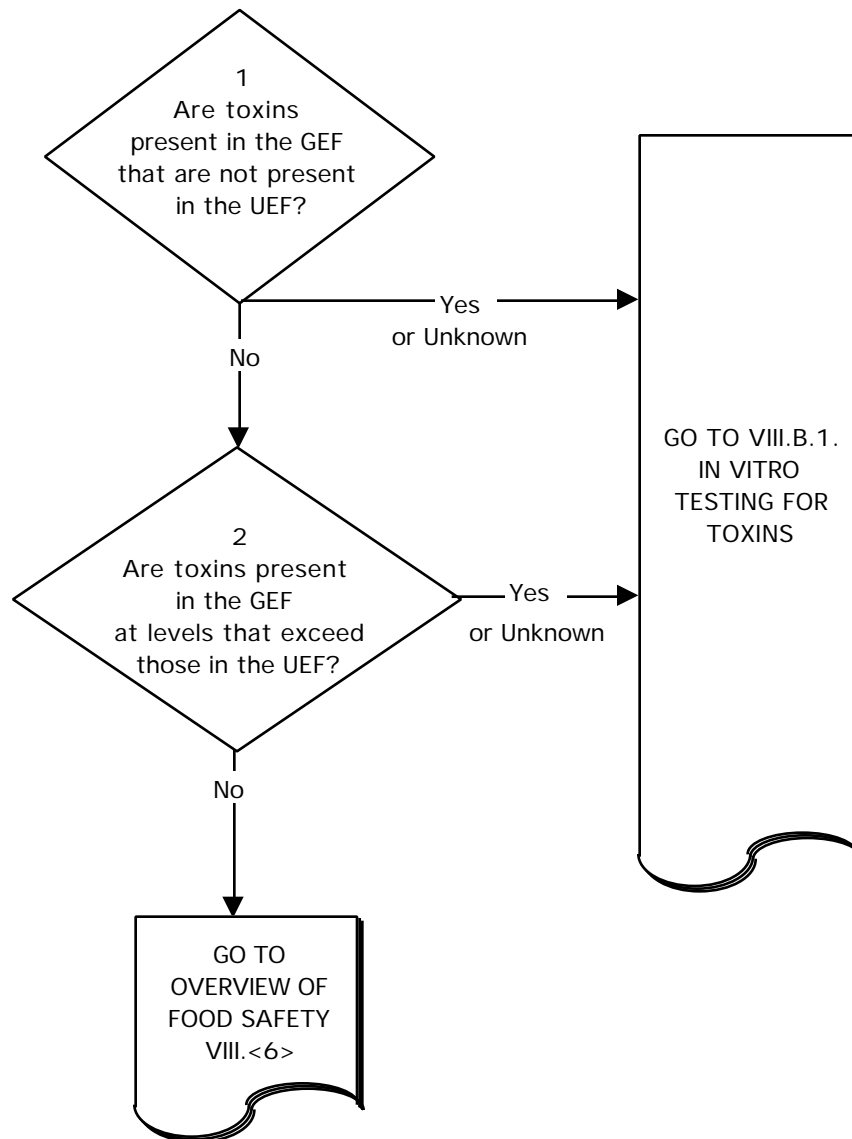 1
Are toxins
present in the GEF
that are not present
in the UEF?
Yes
or Unknown
No
GO TO VIII.B.1.
IN VITRO
TESTING FOR
TOXINS
2
Are toxins present
in the GEF
at levels that exceed
those in the UEF?
Yes
or Unknown
No
GO TO
OVERVIEW OF
FOOD SAFETY
VIII.<6>